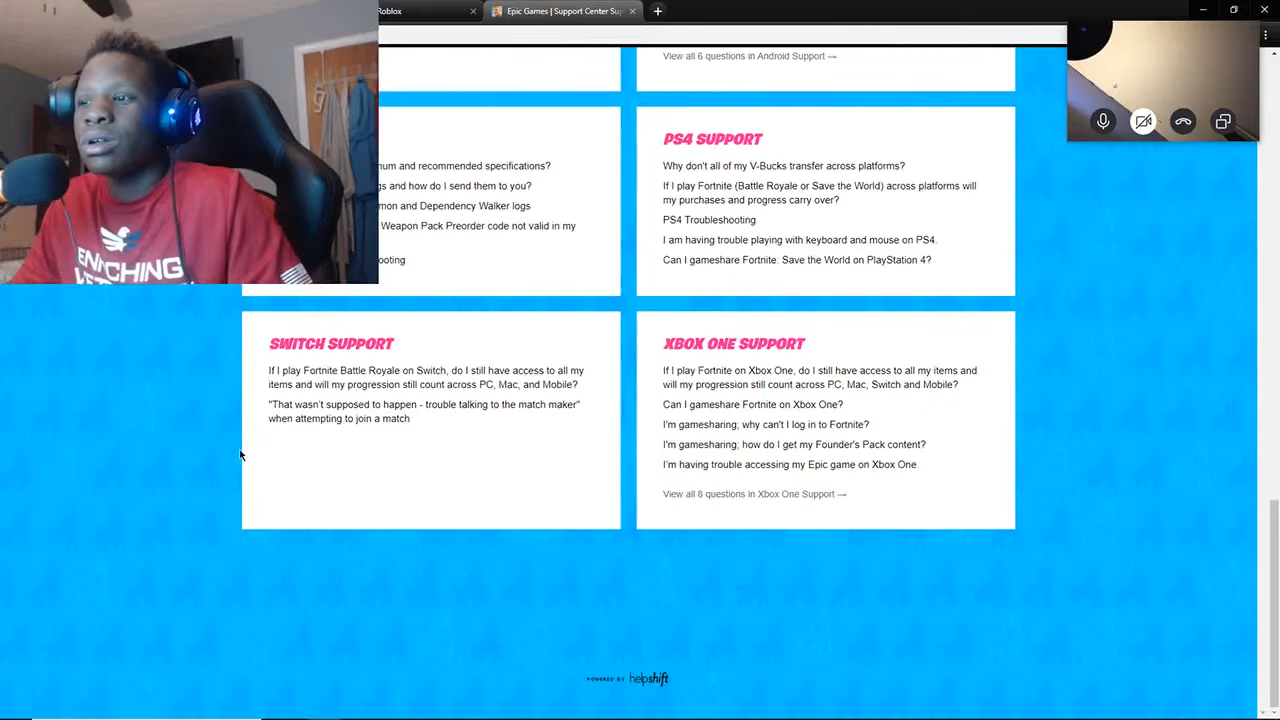 Roblox
Epic Games | Support Center Sup
View all 6 questions in Android Support →
mum and recommended specifications?
gs and how do I send them to you?
mon and Dependency Walker logs
Weapon Pack Preorder code not valid in my
ooting
PS4 SUPPORT
Why don't all of my V-Bucks transfer across platforms?
If I play Fortnite (Battle Royale or Save the World) across platforms will
my purchases and progress carry over?
PS4 Troubleshooting
I am having trouble playing with keyboard and mouse on PS4.
Can I gameshare Fortnite: Save the World on PlayStation 4?
SWITCH SUPPORT
If I play Fortnite Battle Royale on Switch, do I still have access to all my
items and will my progression still count across PC, Mac, and Mobile?
"That wasn't supposed to happen - trouble talking to the match maker"
when attempting to join a match
XBOX ONE SUPPORT
If I play Fortnite on Xbox One, do I still have access to all my items and
will my progression still count across PC, Mac, Switch and Mobile?
Can I gameshare Fortnite on Xbox One?
I'm gamesharing; why can't I log in to Fortnite?
I'm gamesharing; how do I get my Founder's Pack content?
I'm having trouble accessing my Epic game on Xbox One.
View all 8 questions in Xbox One Support →
POWERED BY helpshift